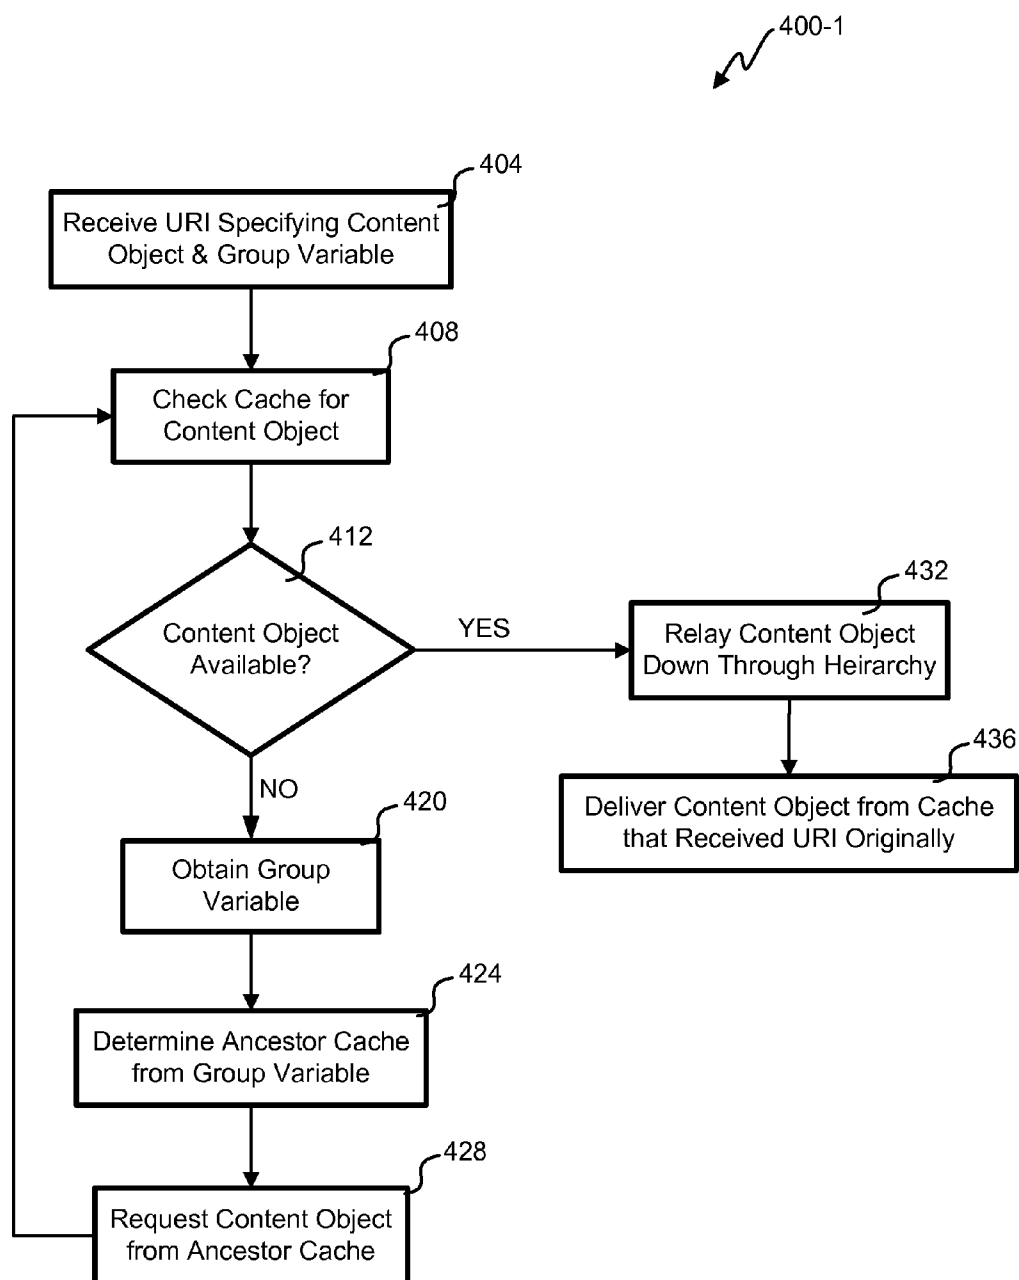 400-1
404
Receive URI Specifying Content
Object & Group Variable
408
Check Cache for
Content Object
412
Content Object
Available?
YES
432
Relay Content Object
Down Through Heirarchy
436
Deliver Content Object from Cache
that Received URI Originally
NO
420
Obtain Group
Variable
424
Determine Ancestor Cache
from Group Variable
428
Request Content Object
from Ancestor Cache